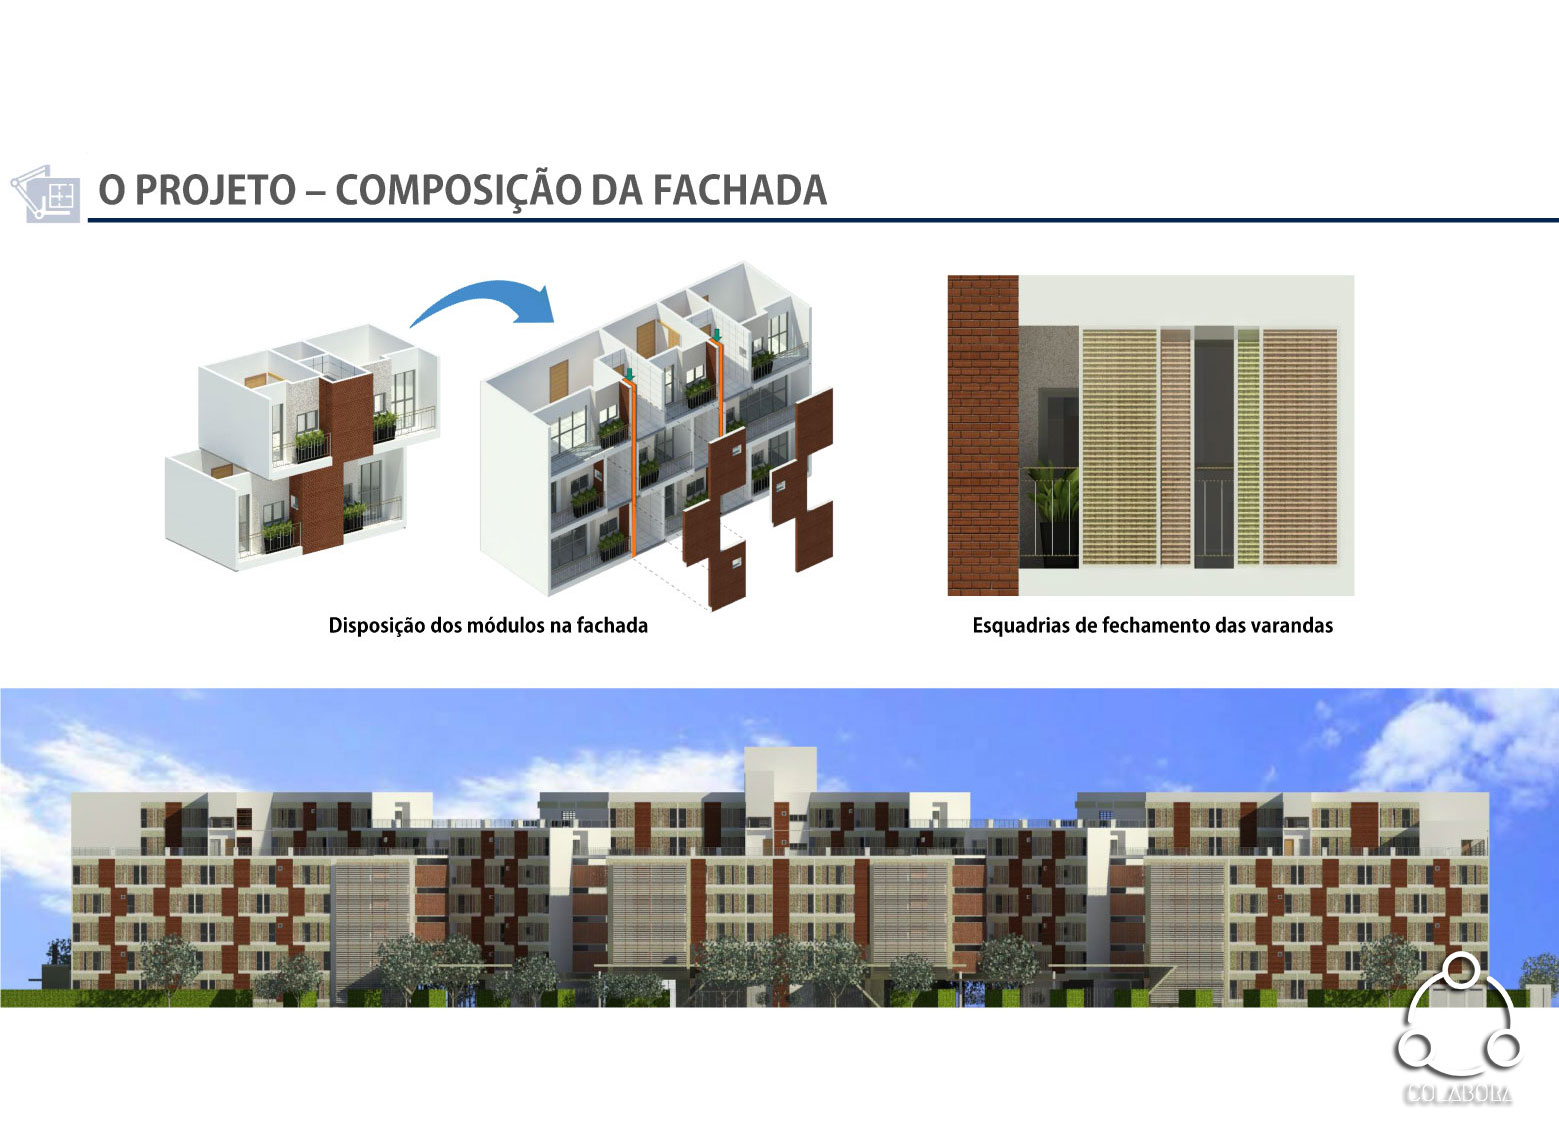 O PROJETO – COMPOSIÇÃO DA FACHADA
Disposição dos módulos na fachada
Esquadrias de fechamento das varandas
COLABORA